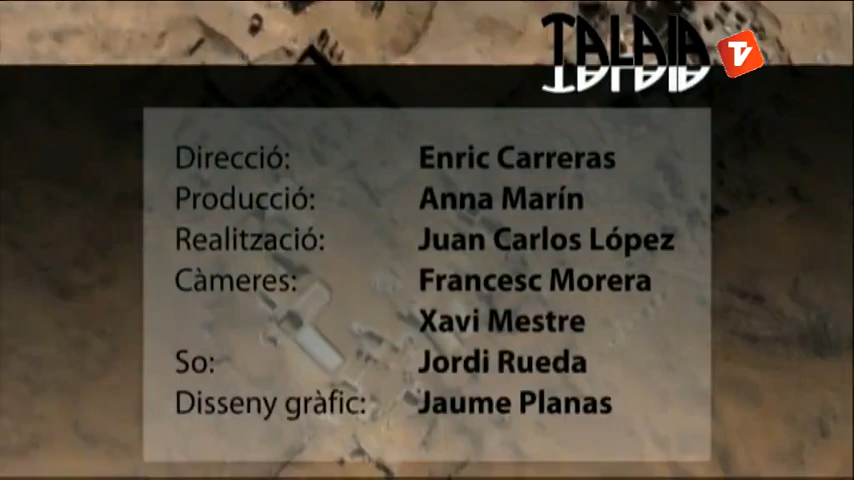 TALAIA
TV
Direcció: Enric Carreras
Producció: Anna Marín
Realització: Juan Carlos López
Càmeres: Francesc Morera
Xavi Mestre
So: Jordi Rueda
Disseny gràfic: Jaume Planas